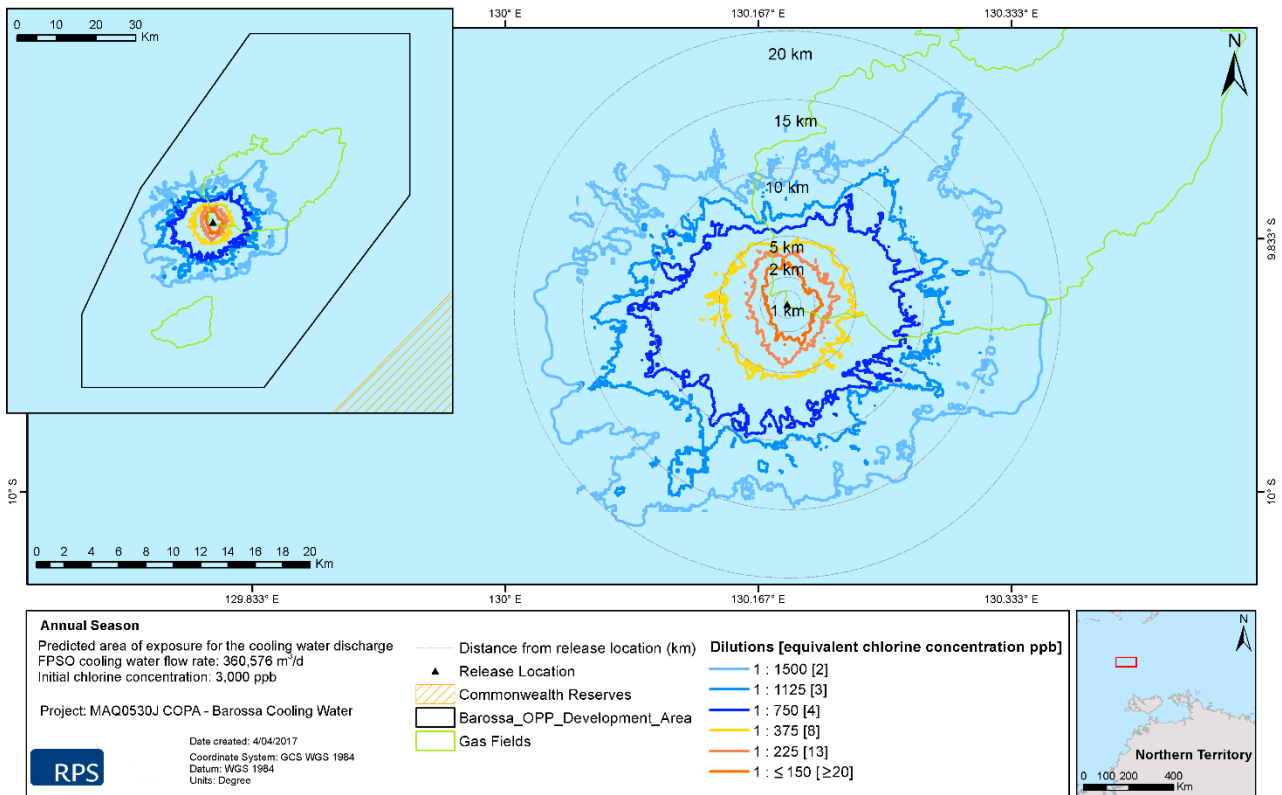 0 10 20 30
Km
130° E
130.167° E
130.333° E
N
20 km
15 km
10 km
5 km
2 km
1 km
9.833° S
10° S
10° S
0 2 4 6 8 10 12 14 16 18 20
Km
129.833° E
130° E
130.167° E
130.333° E
Annual Season
Predicted area of exposure for the cooling water discharge
FPSO cooling water flow rate: 360,576 m³/d
Initial chlorine concentration: 3,000 ppb
Project: MAQ0530J COPA - Barossa Cooling Water
RPS
Date created: 4/04/2017
Coordinate System: GCS WGS 1984
Datum: WGS 1984
Units: Degree
Distance from release location (km)
Release Location
Commonwealth Reserves
Barossa_OPP_Development_Area
Gas Fields
Dilutions [equivalent chlorine concentration ppb]
1 : 1500 [2]
1 : 1125 [3]
1 : 750 [4]
1 : 375 [8]
1 : 225 [13]
1 : ≤ 150 [≥20]
N
Northern Territory
0 100 200 400
Km